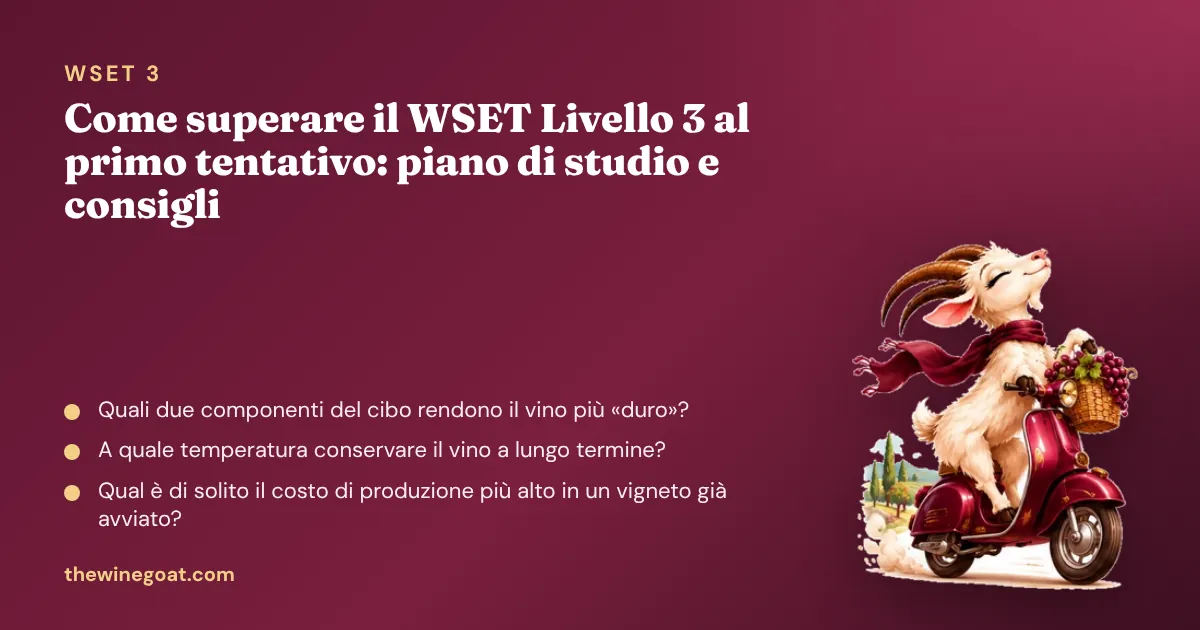 WSET 3
Come superare il WSET Livello 3 al
primo tentativo: piano di studio e
consigli
Quali due componenti del cibo rendono il vino più «duro»?
A quale temperatura conservare il vino a lungo termine?
Qual è di solito il costo di produzione più alto in un vigneto già
avviato?
thewinegoat.com